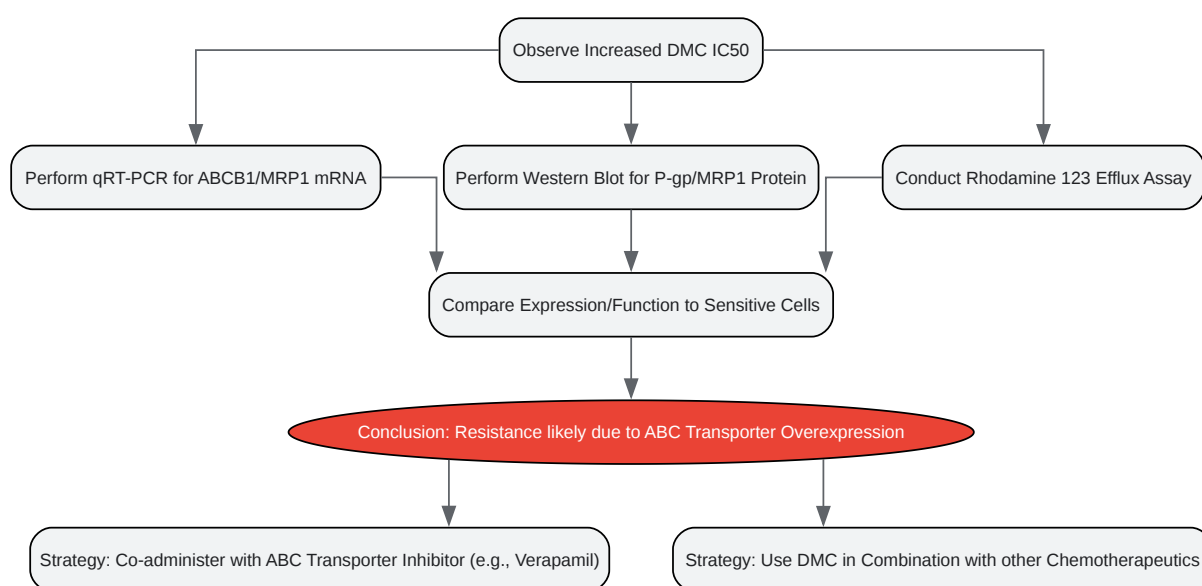 Observe Increased DMC IC50
Perform qRT-PCR for ABCB1/MRP1 mRNA
Perform Western Blot for P-gp/MRP1 Protein
Conduct Rhodamine 123 Efflux Assay
Compare Expression/Function to Sensitive Cells
Conclusion: Resistance likely due to ABC Transporter Overexpression
Strategy: Co-administer with ABC Transporter Inhibitor (e.g., Verapamil)
Strategy: Use DMC in Combination with other Chemotherapeutics